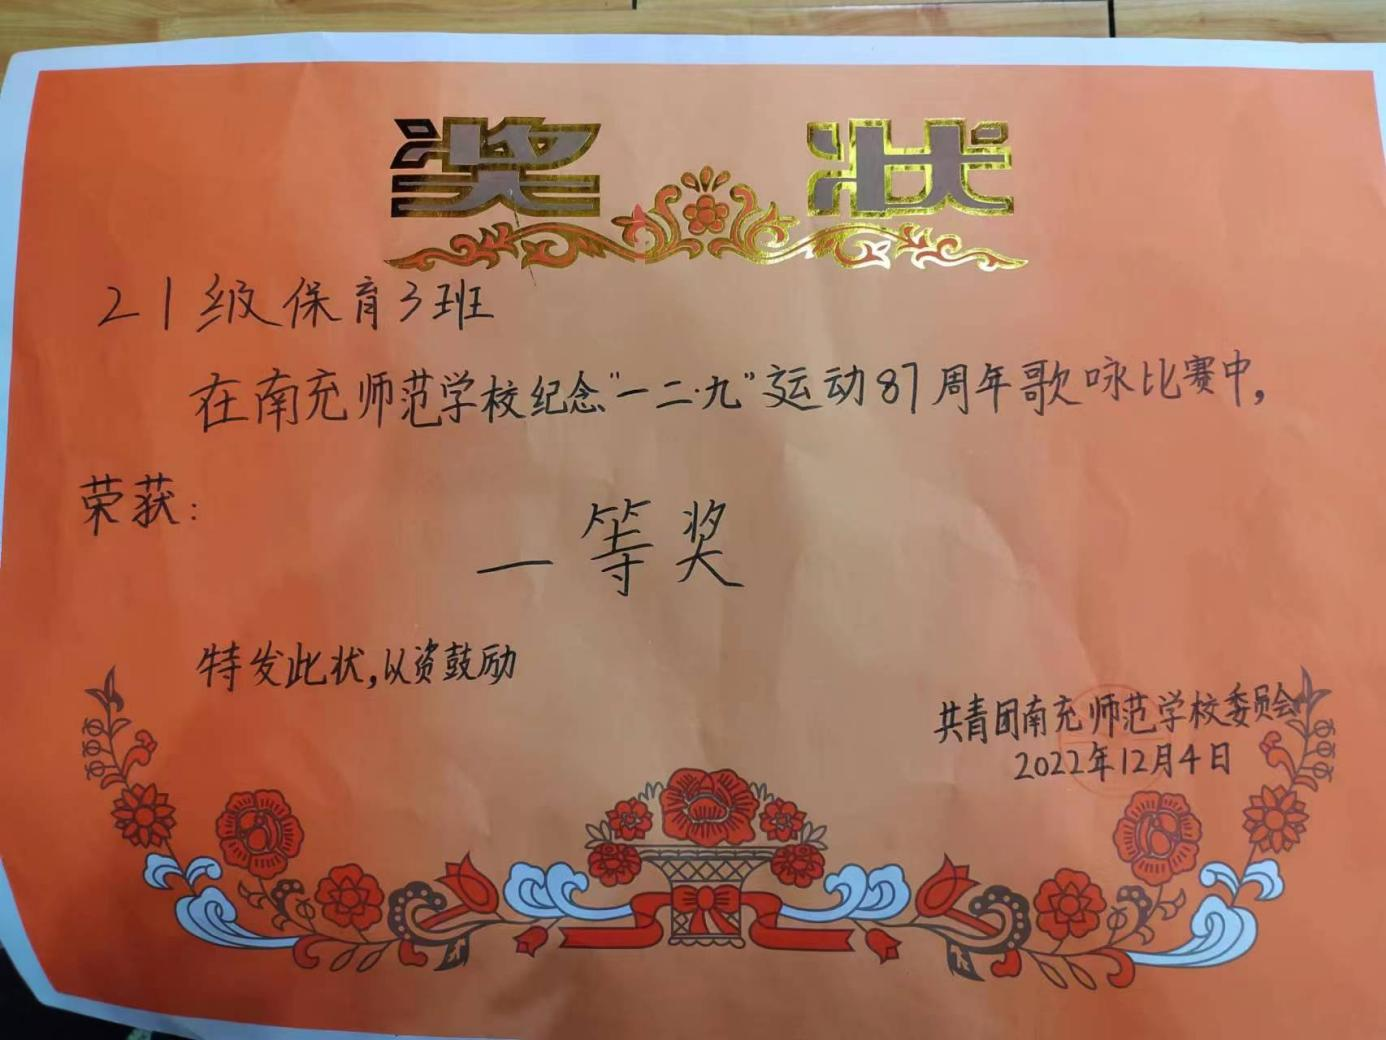 奖状
21级保育3班
在南充师范学校纪念“一二·九”运动87周年歌咏比赛中,
荣获:
一等奖
特发此状,以资鼓励
共青团南充师范学校委员会
2022年12月4日